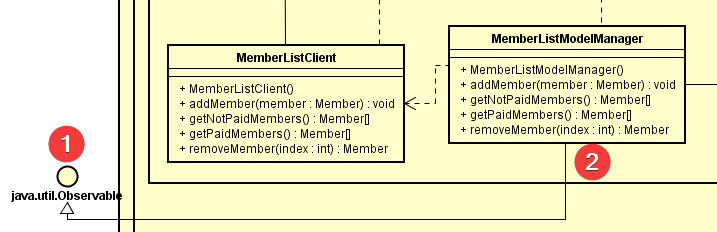 MemberListClient
+ MemberListClient()
+ addMember(member : Member) : void
+ getNotPaidMembers() : Member[]
+ getPaidMembers() : Member[]
+ removeMember(index : int) : Member
MemberListModelManager
+ MemberListModelManager()
+ addMember(member : Member) : void
+ getNotPaidMembers() : Member[]
+ getPaidMembers() : Member[]
+ removeMember(index : int) : Member
1
2
java.util.Observable